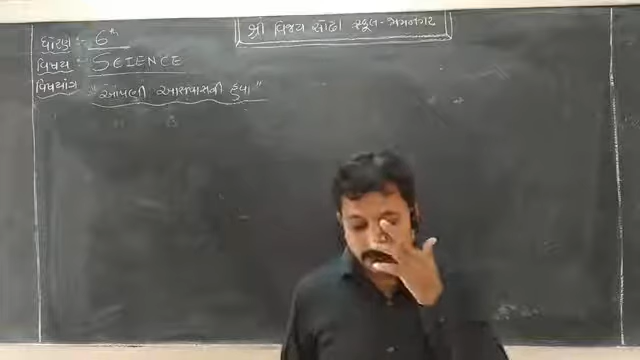 શ્રી વિજય સોઢા સ્કૂલ - જામનગર
ધોરણ :- 6th
વિષય :- SCIENCE
વિષયાંગ :- "આપણી આસપાસની હવા"